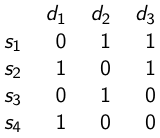 d₁ d₂ d₃
s₁ 0 1 1
s₂ 1 0 1
s₃ 0 1 0
s₄ 1 0 0